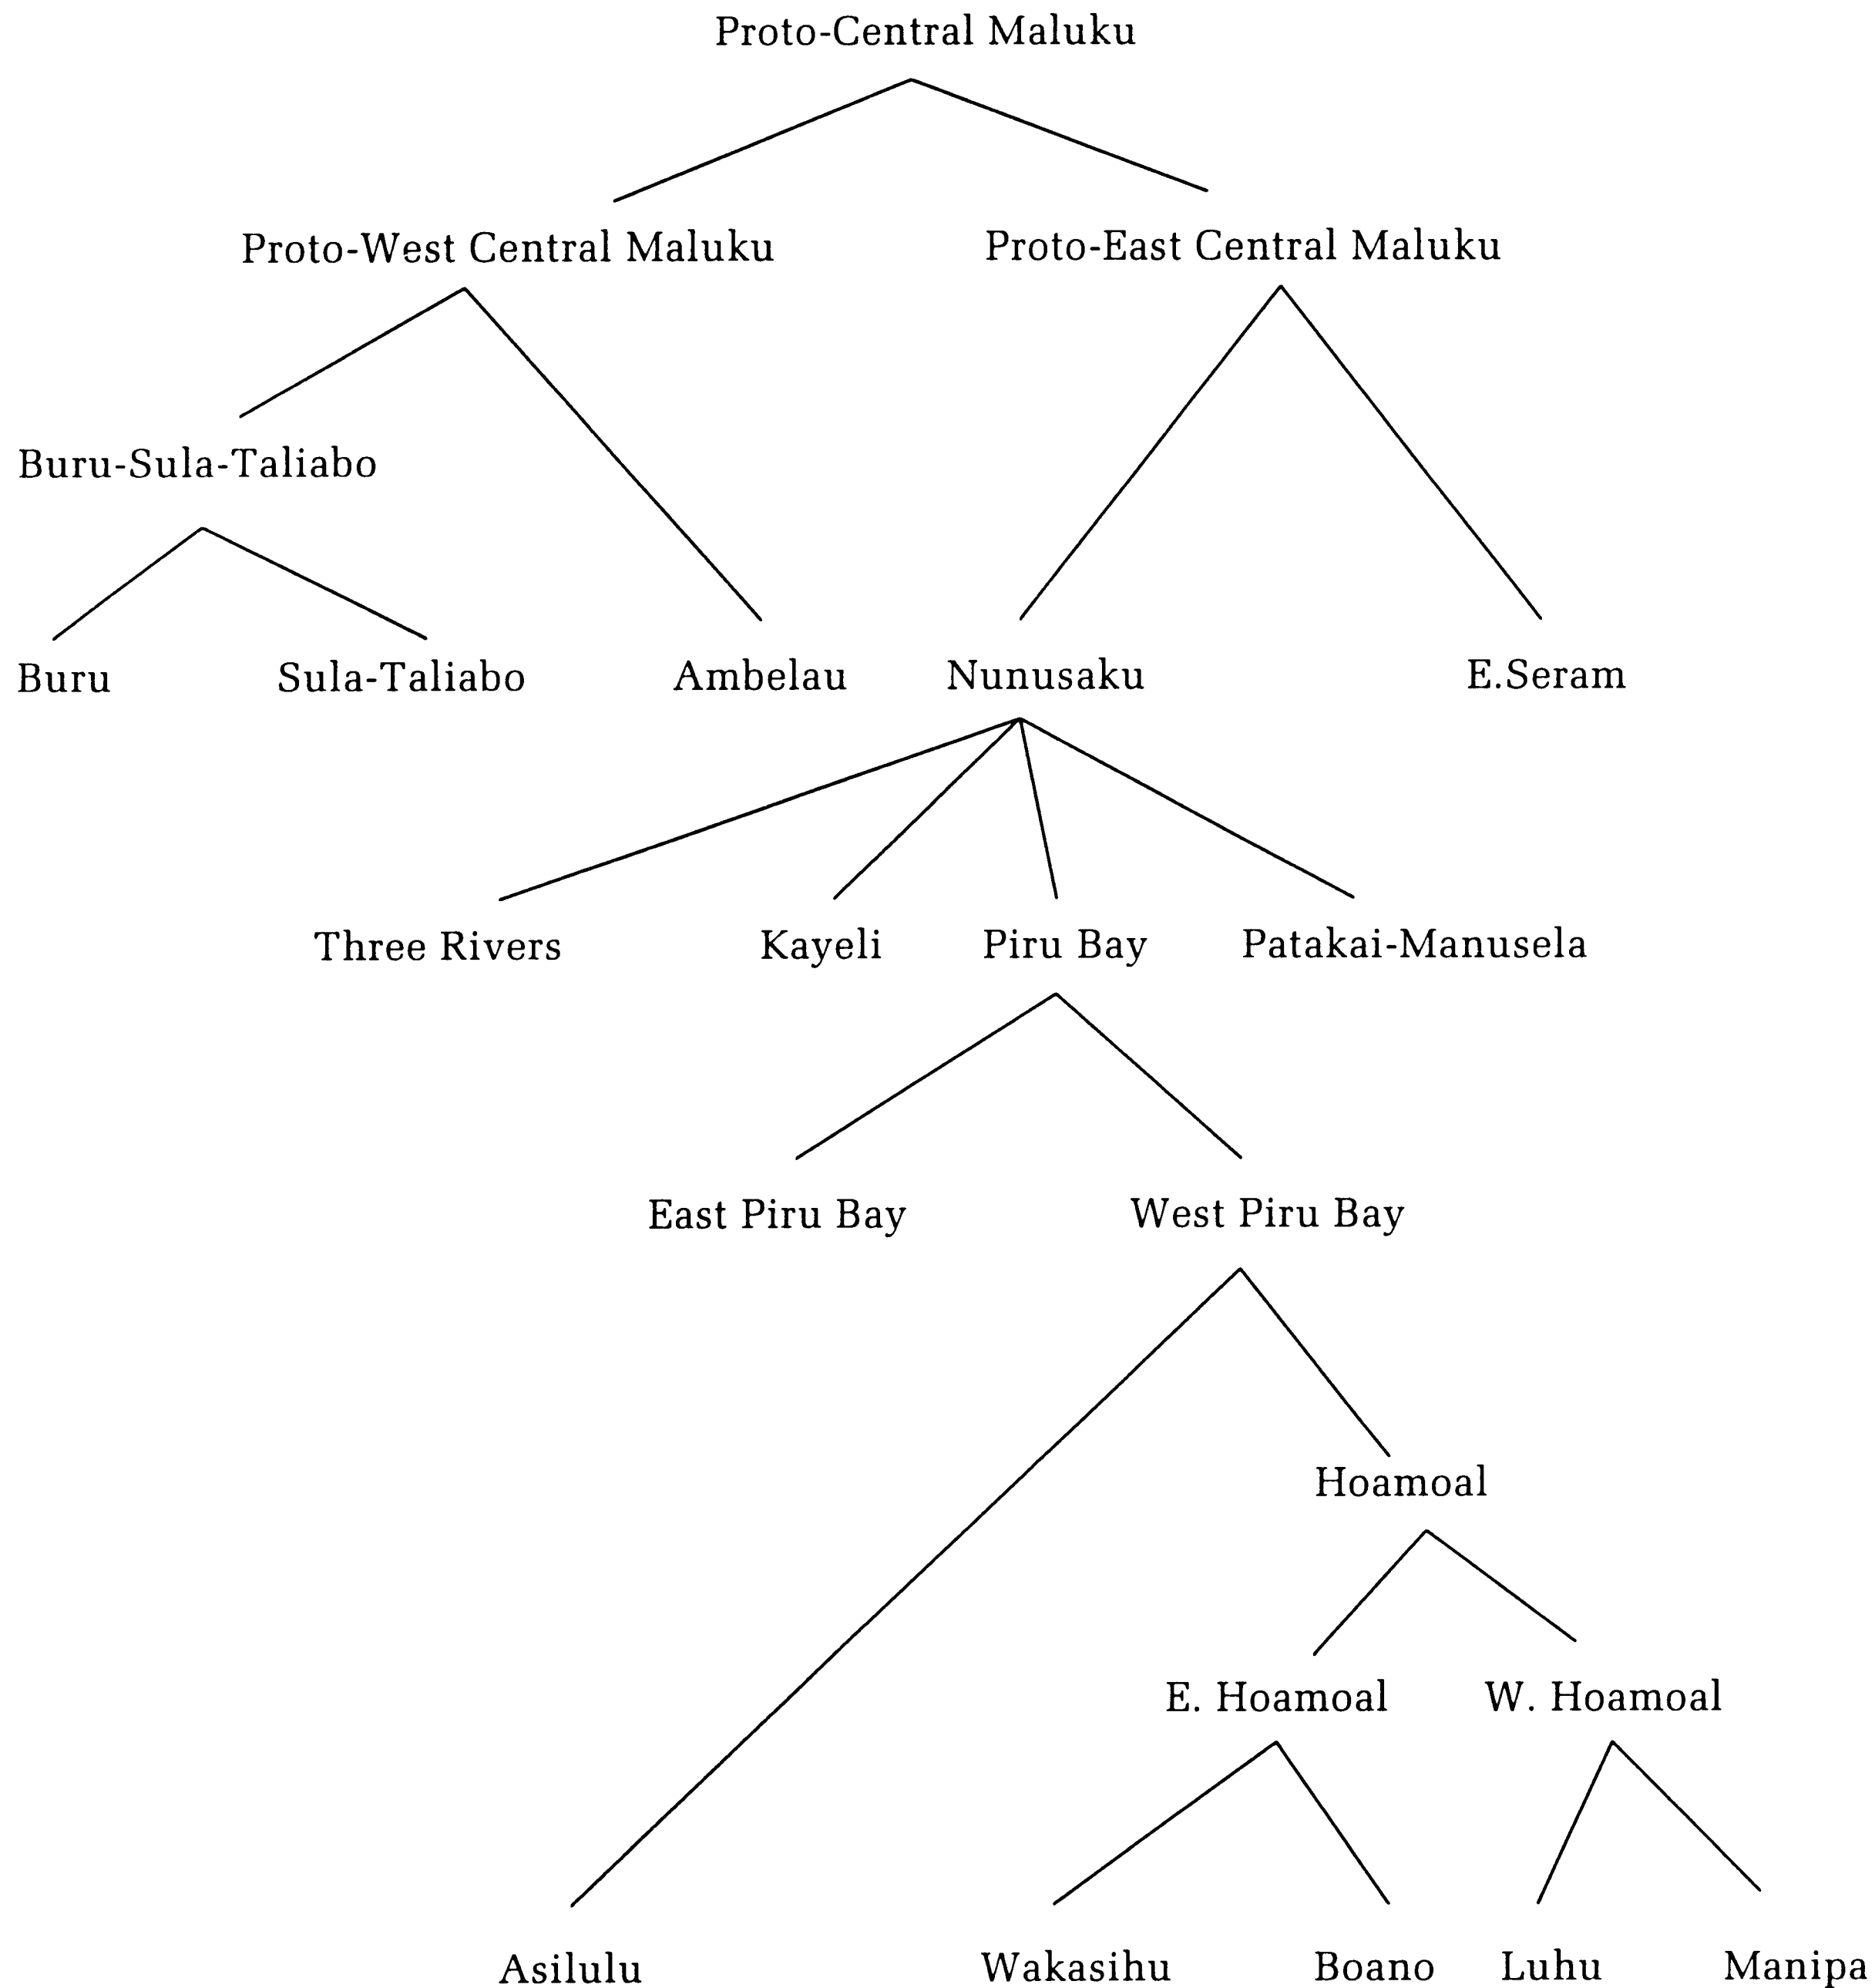 Proto-Central Maluku
Proto-West Central Maluku
Proto-East Central Maluku
Buru-Sula-Taliabo
Buru
Sula-Taliabo
Ambelau
Nunusaku
E.Seram
Three Rivers
Kayeli
Piru Bay
Patakai-Manusela
East Piru Bay
West Piru Bay
Hoamoal
E. Hoamoal
W. Hoamoal
Asilulu
Wakasihu
Boano
Luhu
Manipa